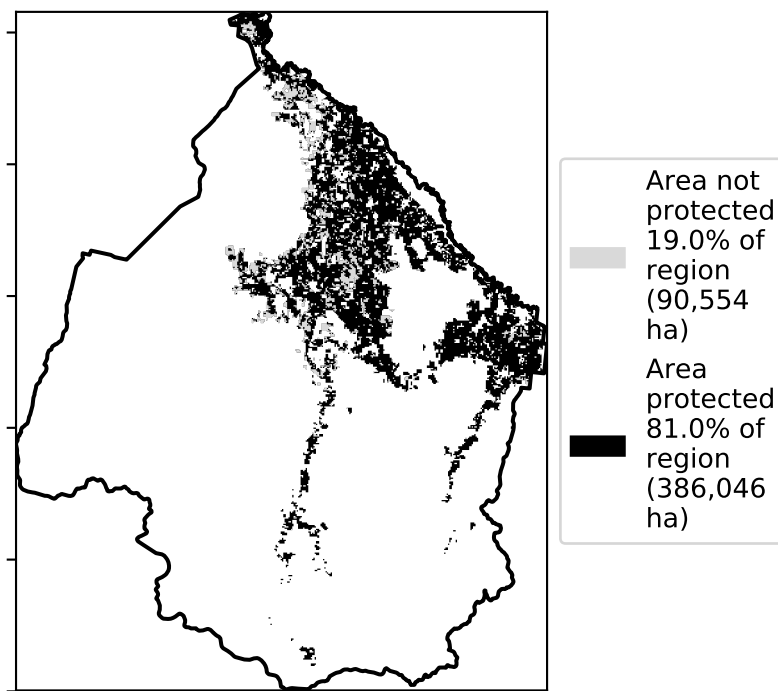 Area not
protected
19.0% of
region
(90,554
ha)
Area
protected
81.0% of
region
(386,046
ha)